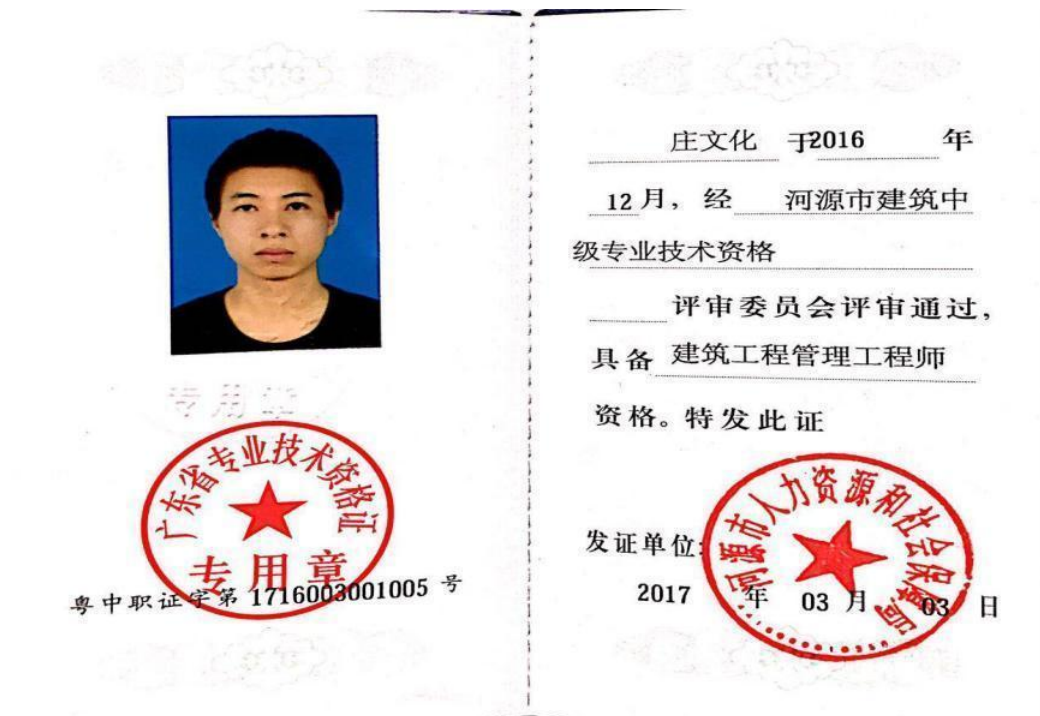 专用章
广东省专业技术资格证
专用章
粤中职证字第 1716003001005 号
庄文化 于2016 年
12月，经 河源市建筑中
级专业技术资格
评审委员会评审通过，
具备 建筑工程管理工程师
资格。特发此证
河源市人力资源和社会保障局
发证单位：
2017 年 03 月 03 日